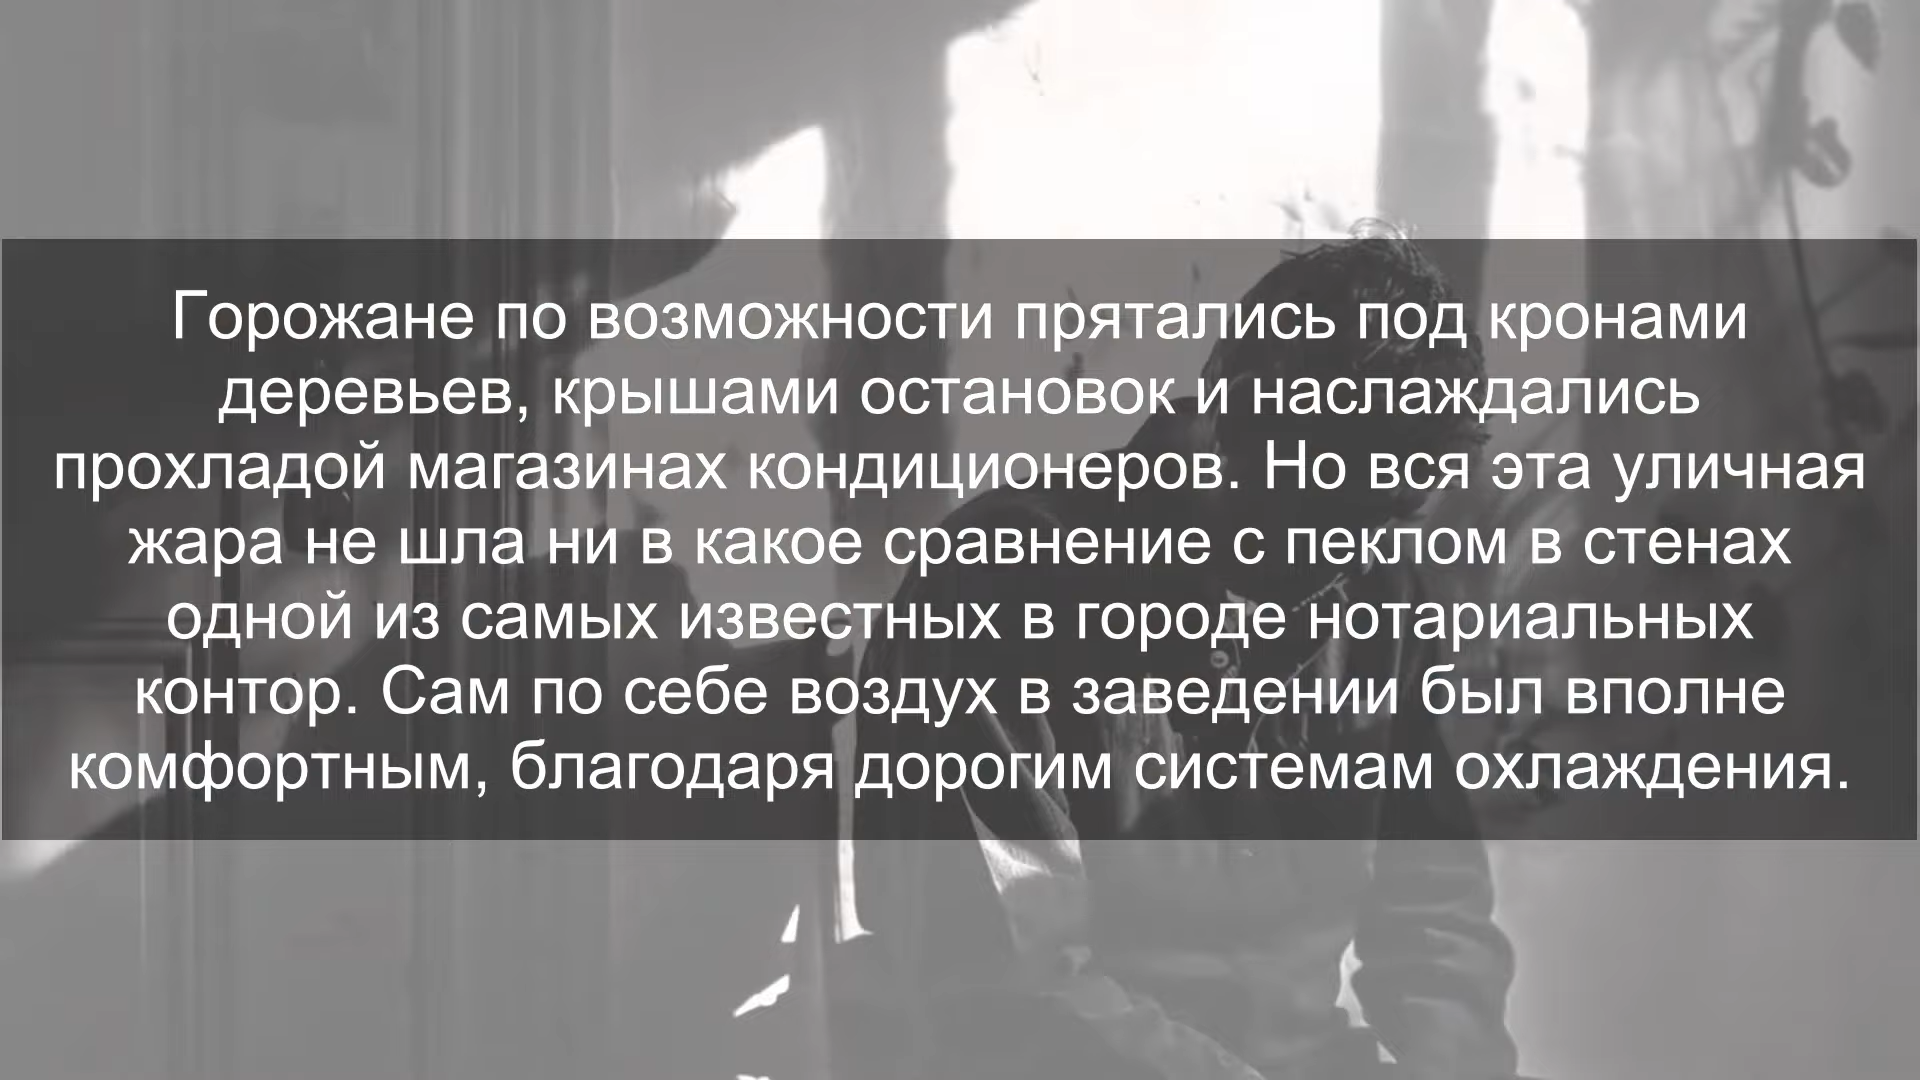 Горожане по возможности прятались под кронами
деревьев, крышами остановок и наслаждались
прохладой магазинах кондиционеров. Но вся эта уличная
жара не шла ни в какое сравнение с пеклом в стенах
одной из самых известных в городе нотариальных
контор. Сам по себе воздух в заведении был вполне
комфортным, благодаря дорогим системам охлаждения.